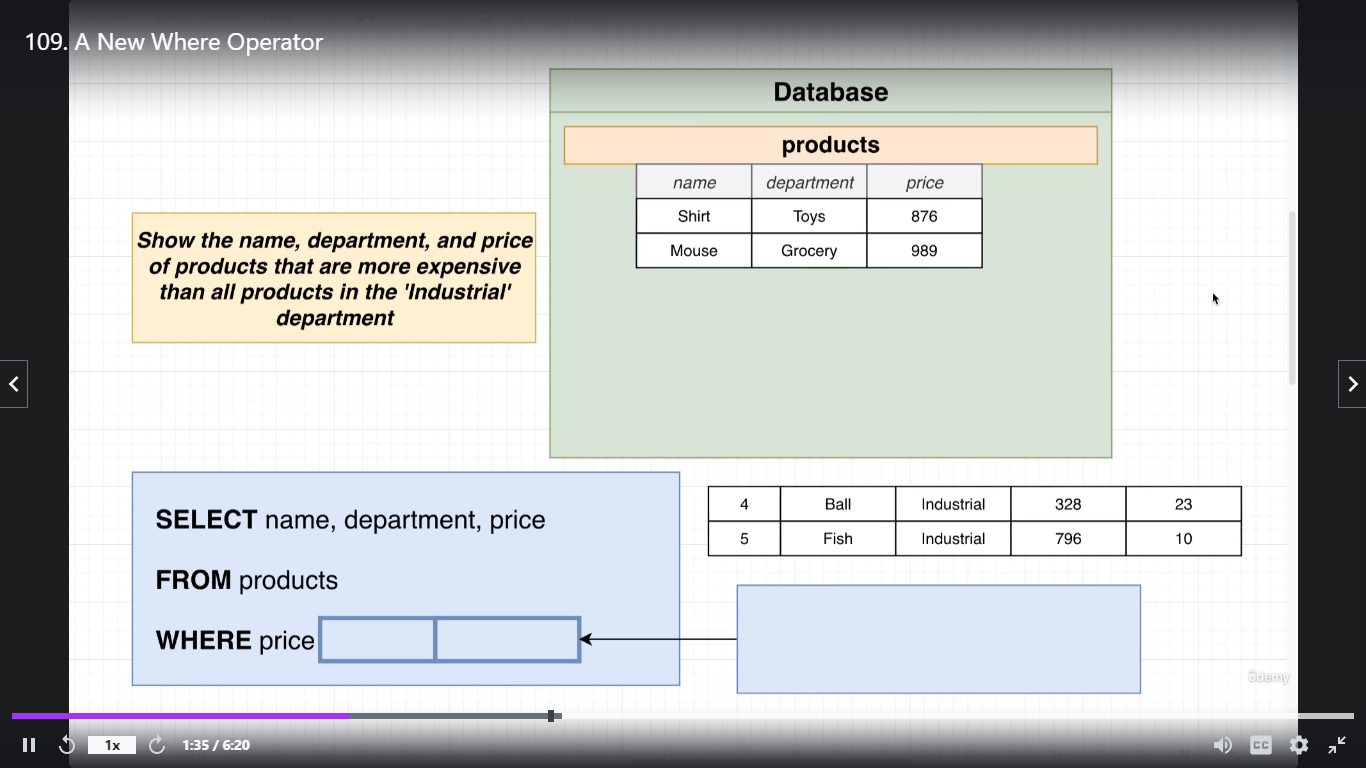 109. A New Where Operator
Database
products
name department price
Shirt Toys 876
Mouse Grocery 989
Show the name, department, and price
of products that are more expensive
than all products in the 'Industrial'
department
SELECT name, department, price
FROM products
WHERE price
4 Ball Industrial 328 23
5 Fish Industrial 796 10
ûdemy
1x
1:35 / 6:20
CC